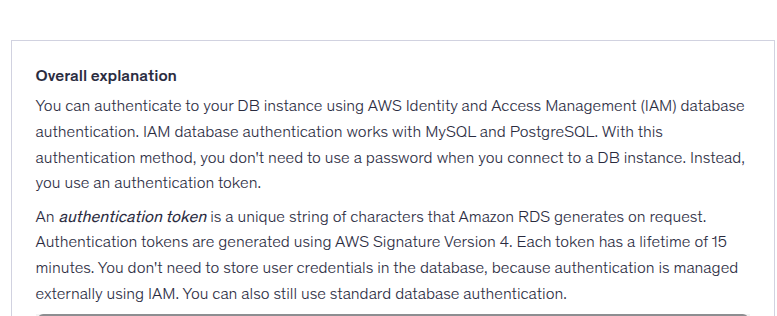 Overall explanation
You can authenticate to your DB instance using AWS Identity and Access Management (IAM) database
authentication. IAM database authentication works with MySQL and PostgreSQL. With this
authentication method, you don't need to use a password when you connect to a DB instance. Instead,
you use an authentication token.
An authentication token is a unique string of characters that Amazon RDS generates on request.
Authentication tokens are generated using AWS Signature Version 4. Each token has a lifetime of 15
minutes. You don't need to store user credentials in the database, because authentication is managed
externally using IAM. You can also still use standard database authentication.